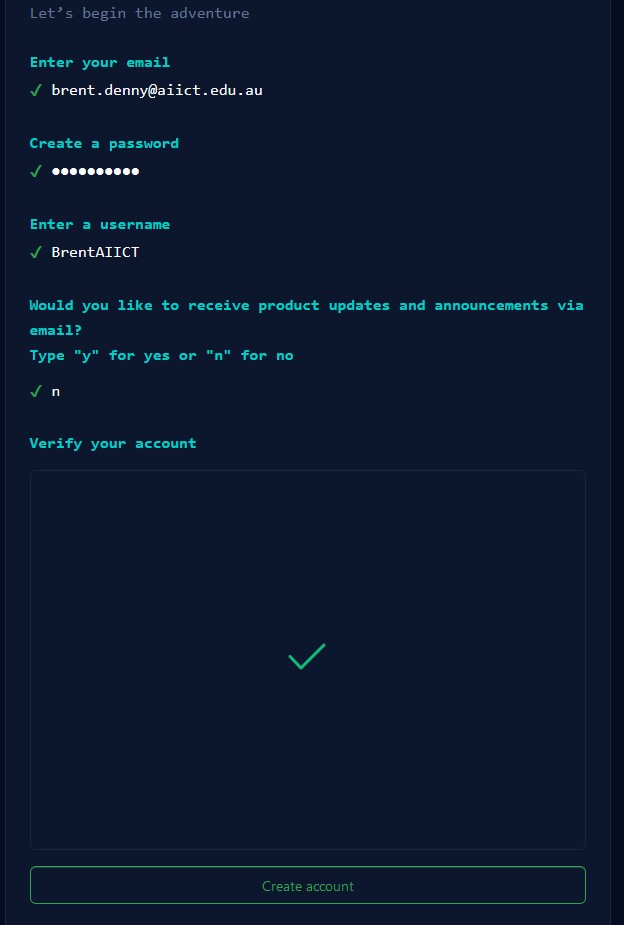 Let’s begin the adventure
Enter your email
✓ brent.denny@aiict.edu.au
Create a password
✓ ●●●●●●●●●●
Enter a username
✓ BrentAIICT
Would you like to receive product updates and announcements via
email?
Type "y" for yes or "n" for no
✓ n
Verify your account
Create account